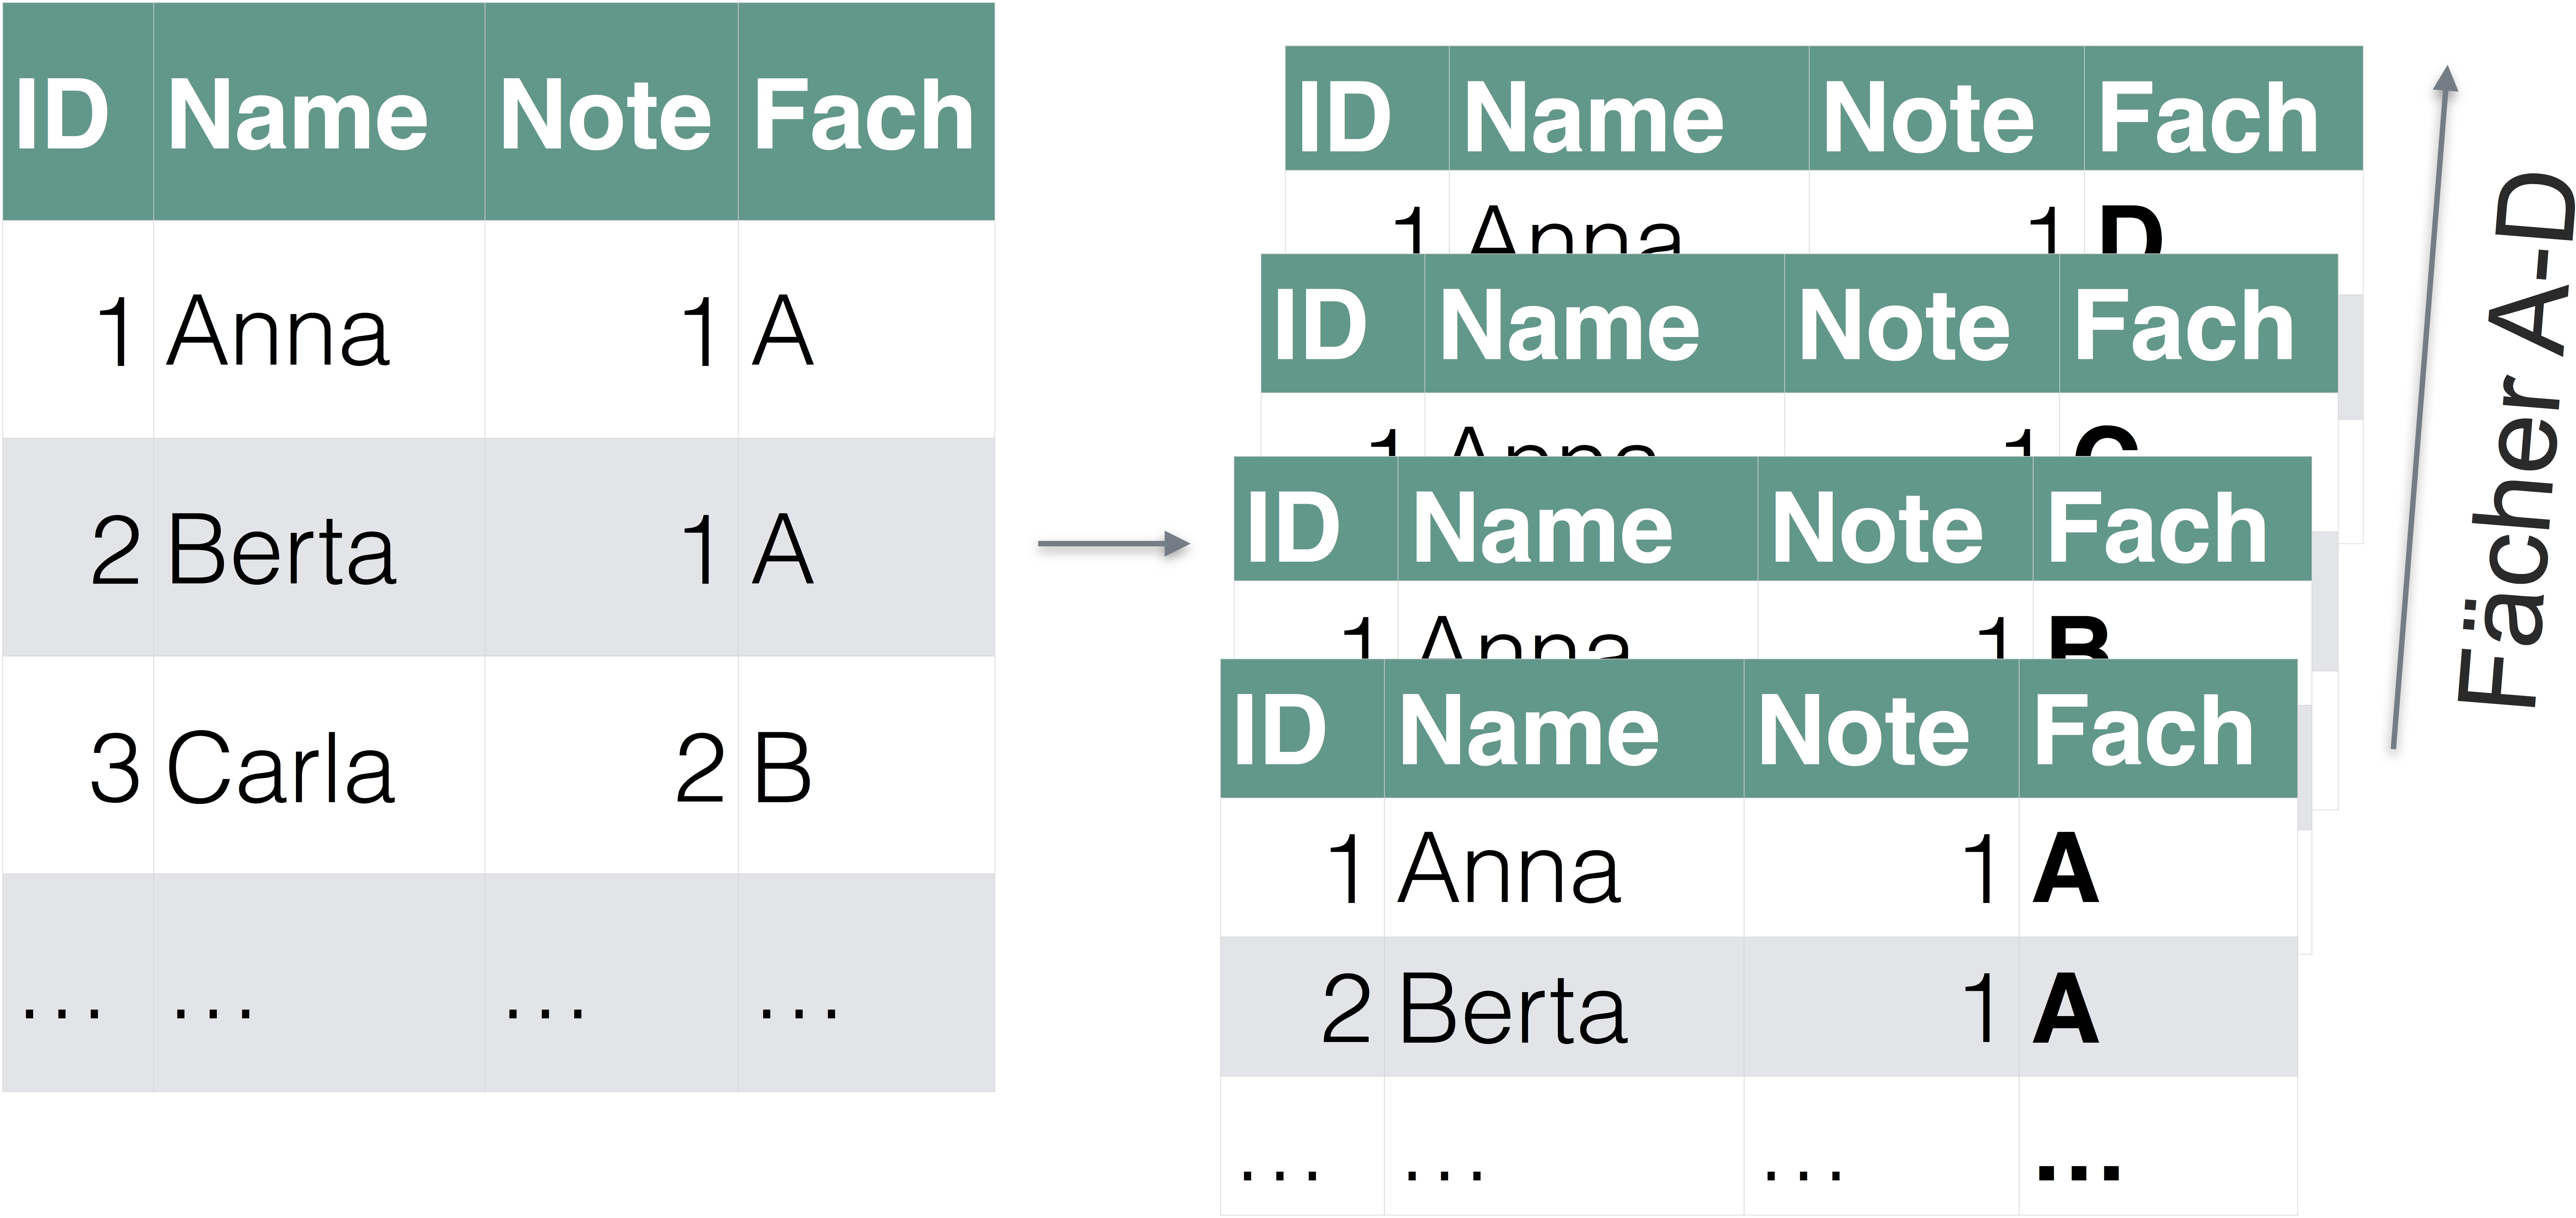 ID Name Note Fach
1 Anna 1 A
2 Berta 1 A
3 Carla 2 B
... ... ... ...
ID Name Note Fach
1 Anna 1 D
ID Name Note Fach
1 Anna 1 C
ID Name Note Fach
1 Anna 1 B
ID Name Note Fach
1 Anna 1 A
2 Berta 1 A
... ... ... ...
Fächer A-D